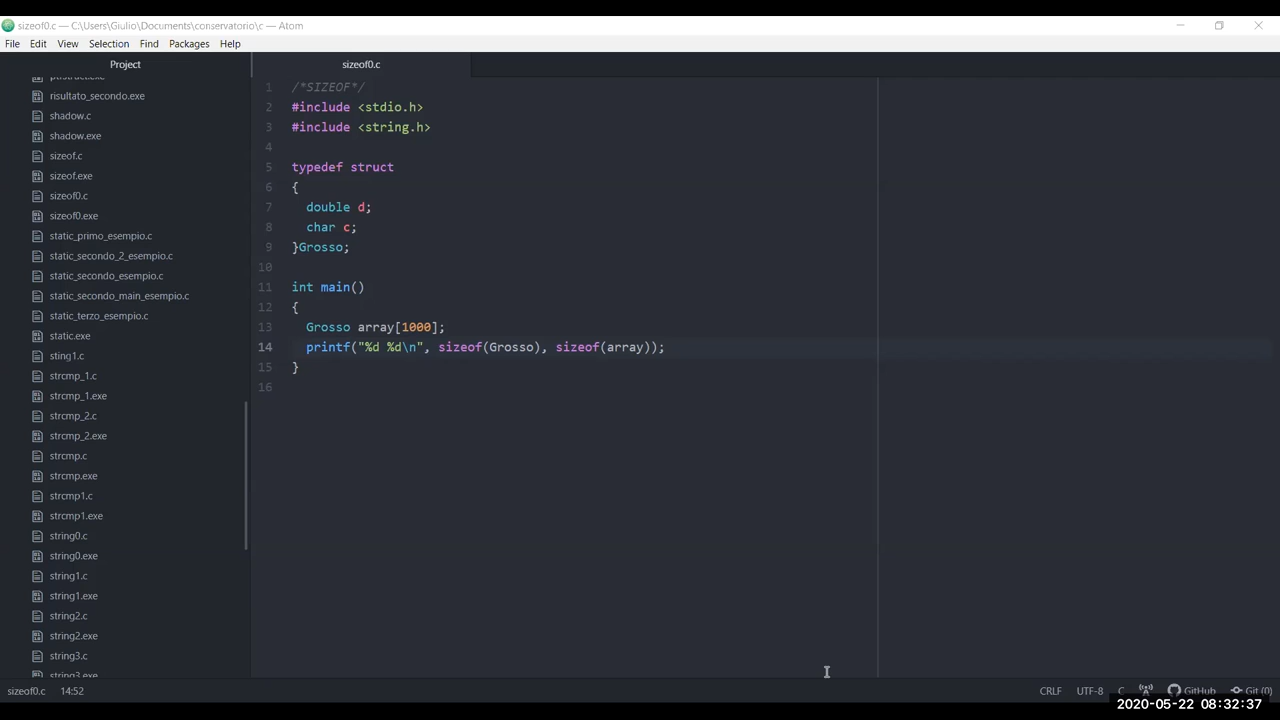 sizeof0.c — C:\Users\Giulio\Documents\conservatorio\c — Atom
File Edit View Selection Find Packages Help
Project
sizeof0.c
ptrstruct.exe
risultato_secondo.exe
shadow.c
shadow.exe
sizeof.c
sizeof.exe
sizeof0.c
sizeof0.exe
static_primo_esempio.c
static_secondo_2_esempio.c
static_secondo_esempio.c
static_secondo_main_esempio.c
static_terzo_esempio.c
static.exe
sting1.c
strcmp_1.c
strcmp_1.exe
strcmp_2.c
strcmp_2.exe
strcmp.c
strcmp.exe
strcmp1.c
strcmp1.exe
string0.c
string0.exe
string1.c
string1.exe
string2.c
string2.exe
string3.c
string3.exe
1 /*SIZEOF*/
2 #include <stdio.h>
3 #include <string.h>
4
5 typedef struct
6 {
7 double d;
8 char c;
9 }Grosso;
10
11 int main()
12 {
13 Grosso array[1000];
14 printf("%d %d\n", sizeof(Grosso), sizeof(array));
15 }
16
sizeof0.c 14:52
CRLF UTF-8 C GitHub Git (0)
2020-05-22 08:32:37